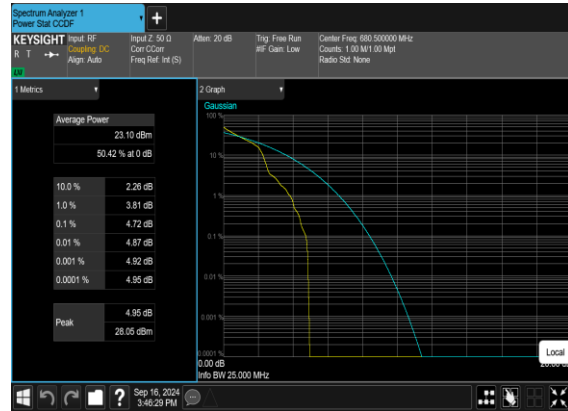 Spectrum Analyzer 1
Power Stat CCDF
KEYSIGHT
R T
LXI
Input: RF
Coupling: DC
Align: Auto
Input Z: 50 Ω
Corr CCorr
Freq Ref: Int (S)
Atten: 20 dB
Trig: Free Run
#IF Gain: Low
Center Freq: 680.500000 MHz
Counts: 1.00 M/1.00 Mpt
Radio Std: None
1 Metrics
Average Power
23.10 dBm
50.42 % at 0 dB
10.0 % 2.26 dB
1.0 % 3.81 dB
0.1 % 4.72 dB
0.01 % 4.87 dB
0.001 % 4.92 dB
0.0001 % 4.95 dB
Peak
4.95 dB
28.05 dBm
2 Graph
Gaussian
100 %
10 %
1 %
0.1 %
0.01 %
0.001 %
0.0001 %
0.00 dB
Info BW 25.000 MHz
Local
?
Sep 16, 2024
3:46:29 PM